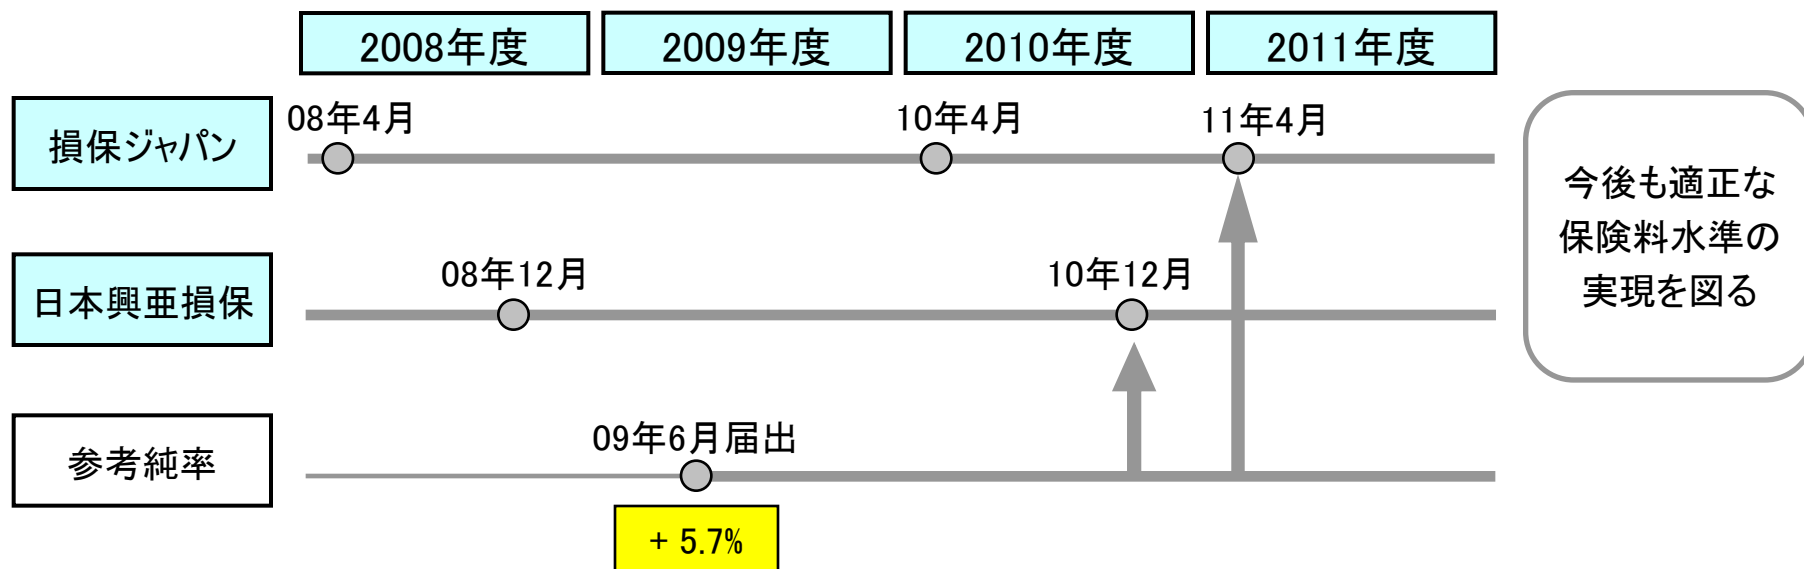 2008年度
2009年度
2010年度
2011年度
損保ジャパン
08年4月
10年4月
11年4月
今後も適正な
保険料水準の
実現を図る
日本興亜損保
08年12月
10年12月
参考純率
09年6月届出
+ 5.7%